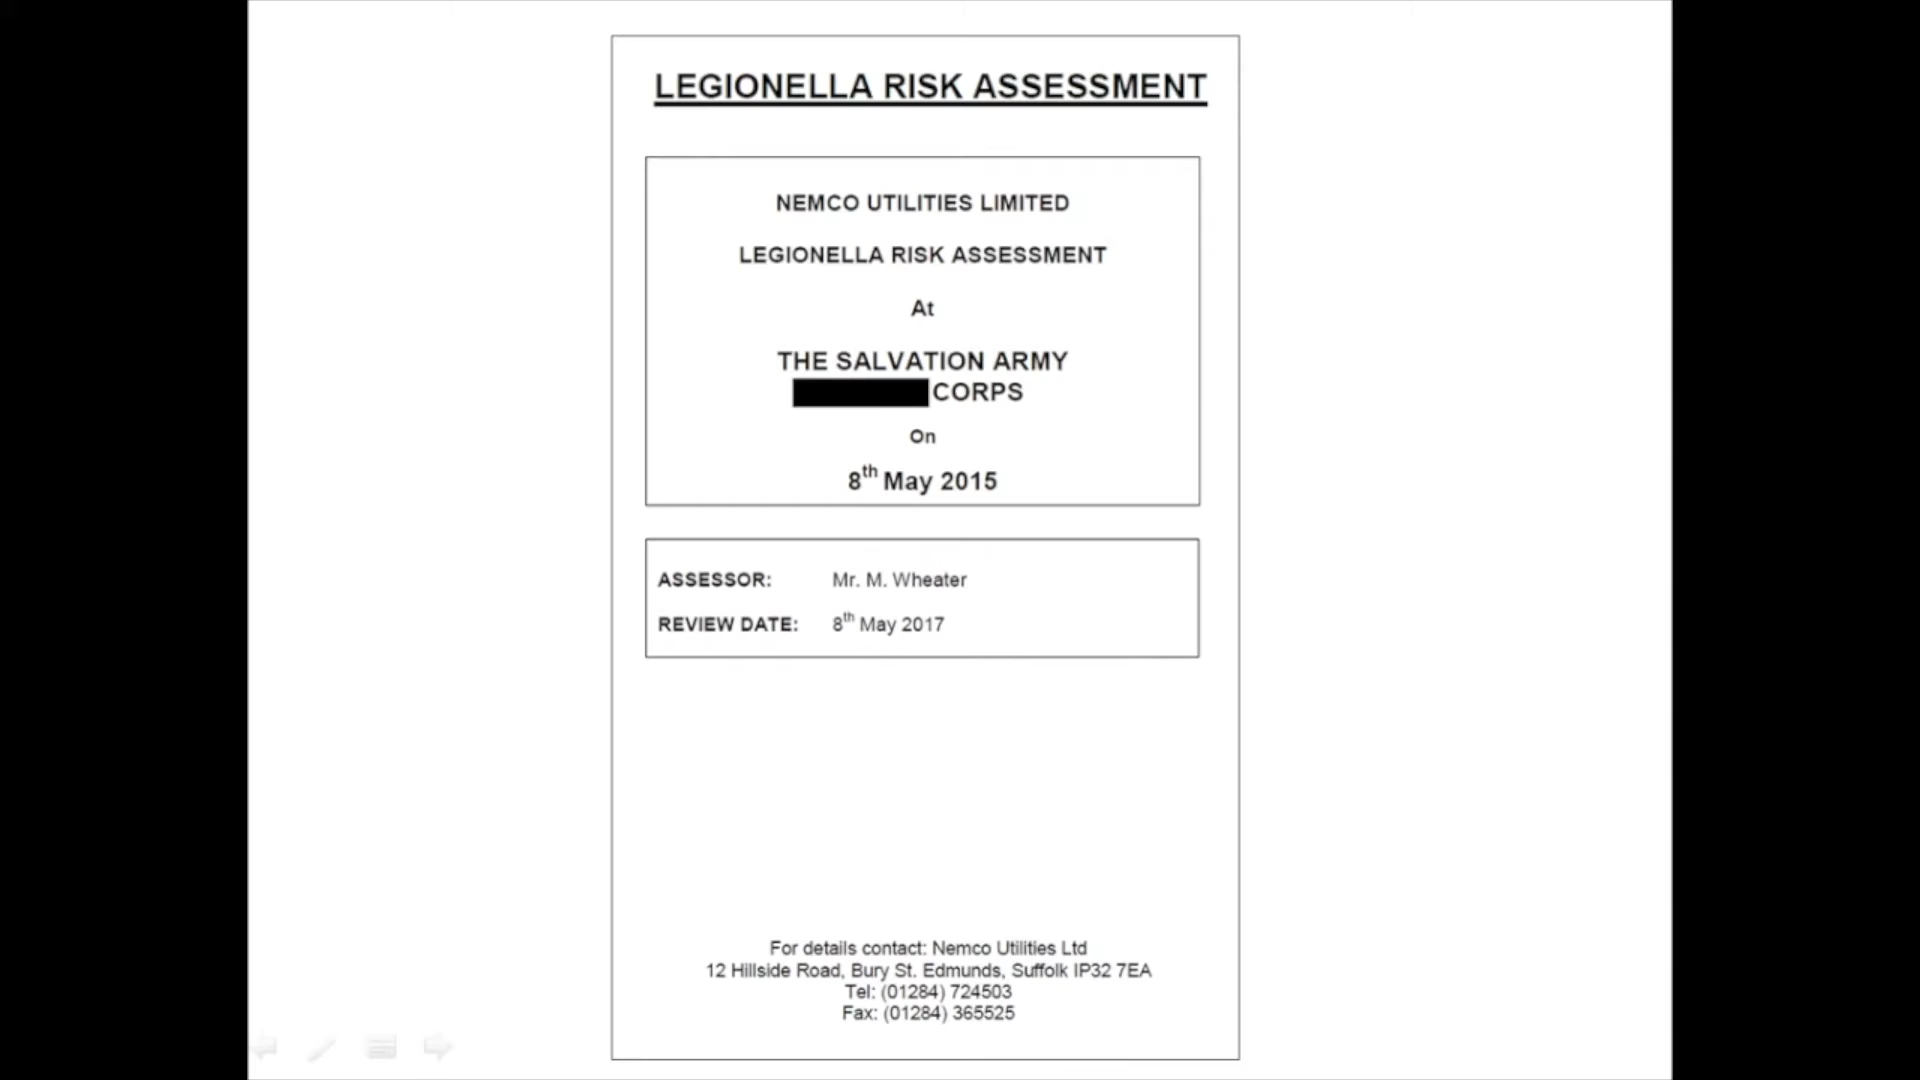 LEGIONELLA RISK ASSESSMENT
NEMCO UTILITIES LIMITED
LEGIONELLA RISK ASSESSMENT
At
THE SALVATION ARMY
CORPS
On
8th May 2015
ASSESSOR: Mr. M. Wheater
REVIEW DATE: 8th May 2017
For details contact: Nemco Utilities Ltd
12 Hillside Road, Bury St. Edmunds, Suffolk IP32 7EA
Tel: (01284) 724503
Fax: (01284) 365525